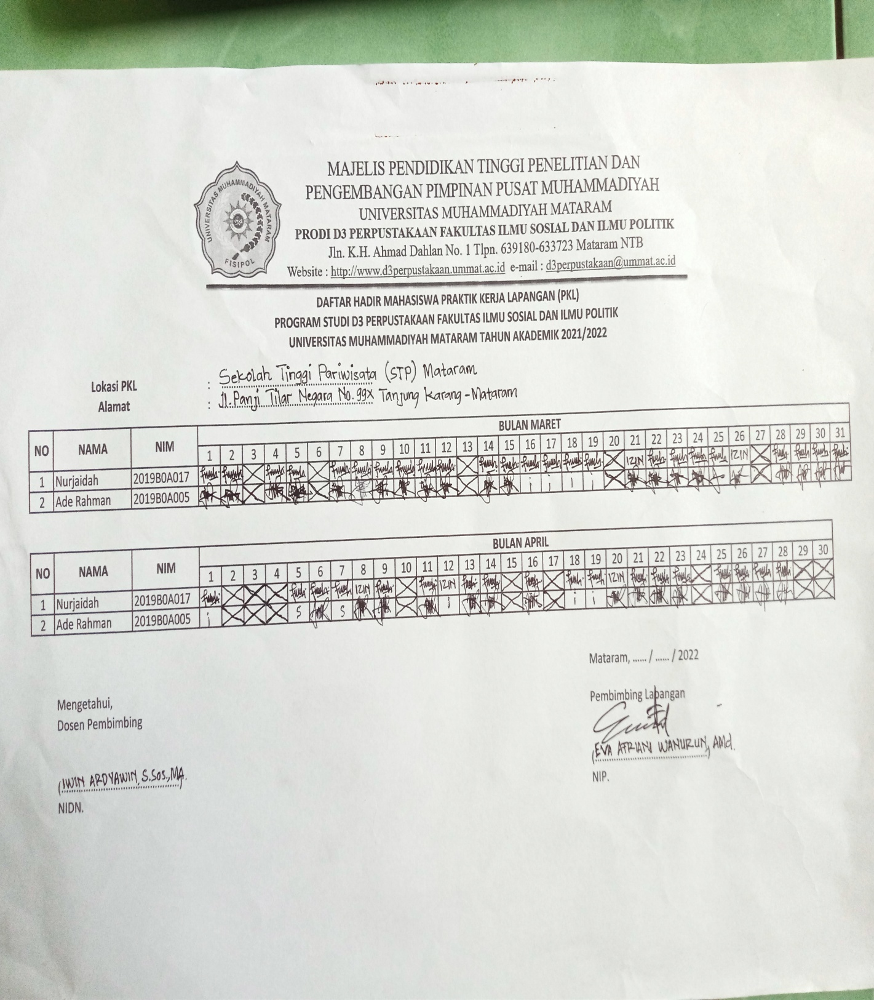 MAJELIS PENDIDIKAN TINGGI PENELITIAN DAN
PENGEMBANGAN PIMPINAN PUSAT MUHAMMADIYAH
UNIVERSITAS MUHAMMADIYAH MATARAM
PRODI D3 PERPUSTAKAAN FAKULTAS ILMU SOSIAL DAN ILMU POLITIK
Jln. K.H. Ahmad Dahlan No. 1 Tlpn. 639180-633723 Mataram NTB
Website : http://www.d3perpustakaan.ummat.ac.id e-mail : d3perpustakaan@ummat.ac.id
UNIVERSITAS MUHAMMADIYAH MATARAM
FISIPOL
DAFTAR HADIR MAHASISWA PRAKTIK KERJA LAPANGAN (PKL)
PROGRAM STUDI D3 PERPUSTAKAAN FAKULTAS ILMU SOSIAL DAN ILMU POLITIK
UNIVERSITAS MUHAMMADIYAH MATARAM TAHUN AKADEMIK 2021/2022
Lokasi PKL : Sekolah Tinggi Pariwisata (STP) Mataram
Alamat : Jl.Panji Tilar Negara No.99x Tanjung Karang-Mataram
NO NAMA NIM BULAN MARET
1 2 3 4 5 6 7 8 9 10 11 12 13 14 15 16 17 18 19 20 21 22 23 24 25 26 27 28 29 30 31
1 Nurjaidah 2019B0A017 IZIN IZIN
2 Ade Rahman 2019B0A005 i i i i
NO NAMA NIM BULAN APRIL
1 2 3 4 5 6 7 8 9 10 11 12 13 14 15 16 17 18 19 20 21 22 23 24 25 26 27 28 29 30
1 Nurjaidah 2019B0A017 IZIN IZIN IZIN
2 Ade Rahman 2019B0A005 i S S i i i
Mataram, ...... / ...... / 2022
Mengetahui,
Dosen Pembimbing
Pembimbing Lapangan
(EVA AFRIANI WANURUN, AMd.
NIP.
(IWIN ARDYAWIN, S.Sos.,MA.
NIDN.